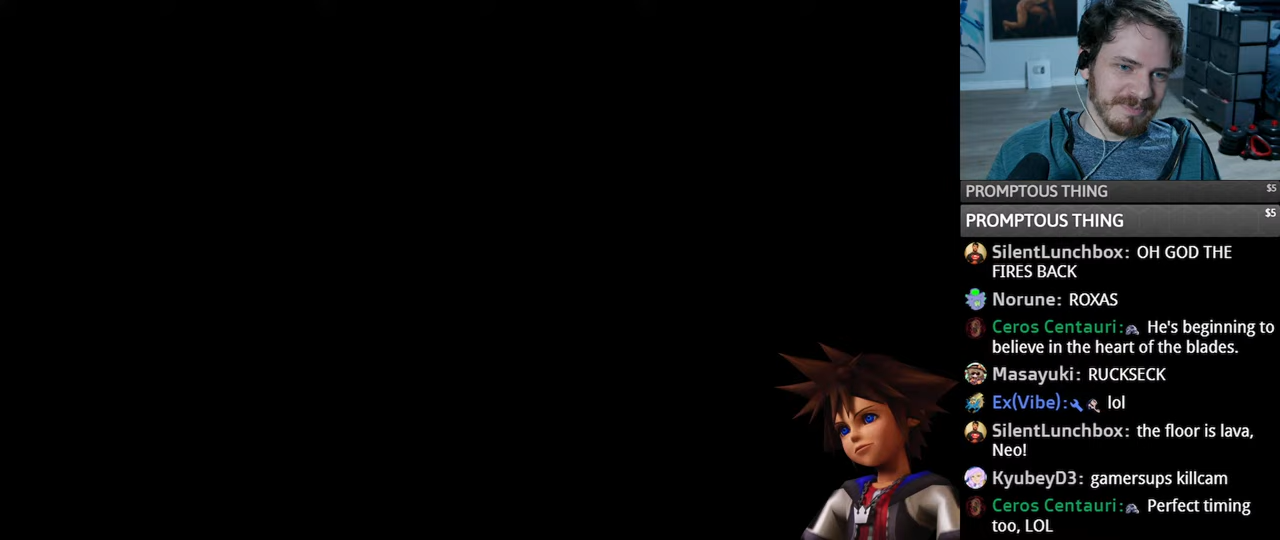 PROMPTOUS THING $5
PROMPTOUS THING $5
SilentLunchbox: OH GOD THE
FIRES BACK
Norune: ROXAS
Ceros Centauri: He's beginning to
believe in the heart of the blades.
Masayuki: RUCKSECK
Ex(Vibe): lol
SilentLunchbox: the floor is lava,
Neo!
KyubeyD3: gamersups killcam
Ceros Centauri: Perfect timing
too, LOL